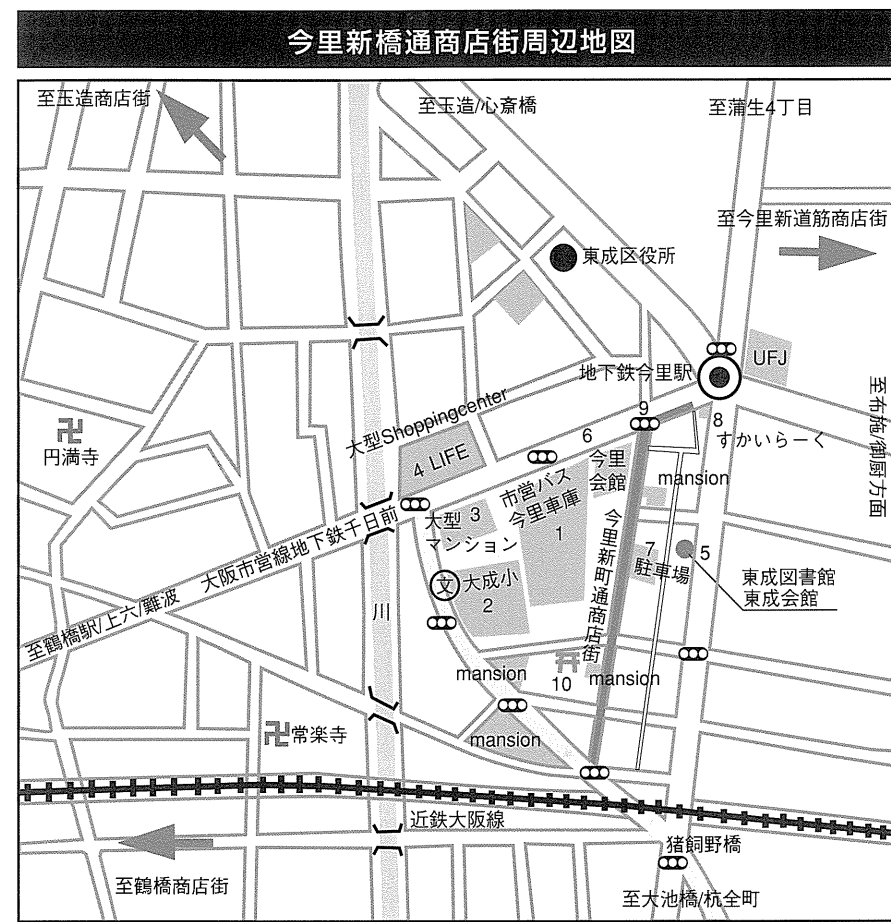 今里新橋通商店街周辺地図
至玉造商店街
至玉造/心斎橋
至蒲生4丁目
至今里新道筋商店街
東成区役所
UFJ
地下鉄今里駅
至布施/御厨方面
大型Shoppingcenter
4 LIFE
9
8
すかいらーく
6
今里
会館
mansion
円満寺
市営バス
今里車庫
1
大型 3
マンション
今里新町通商店街
7
駐車場
5
東成図書館
東成会館
大阪市営線地下鉄千日前
至鶴橋駅/上六/難波
文 大成小
2
川
mansion
10
mansion
常楽寺
mansion
近鉄大阪線
猪飼野橋
至鶴橋商店街
至大池橋/杭全町